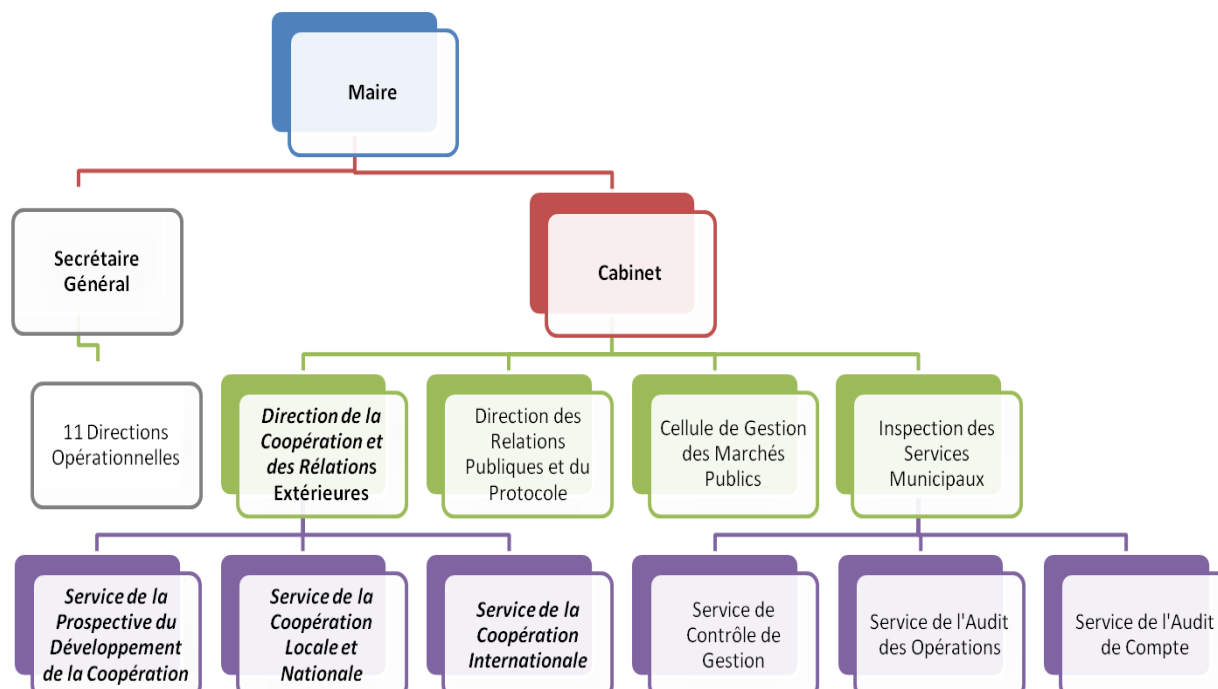 Maire
Secrétaire
Général
Cabinet
11 Directions
Opérationnelles
Direction de la
Coopération et
des Rélations
Extérieures
Direction des
Relations
Publiques et du
Protocole
Cellule de Gestion
des Marchés
Publics
Inspection des
Services
Municipaux
Service de la
Prospective du
Développement
de la Coopération
Service de la
Coopération
Locale et
Nationale
Service de la
Coopération
Internationale
Service de
Contrôle de
Gestion
Service de l'Audit
des Opérations
Service de l'Audit
de Compte